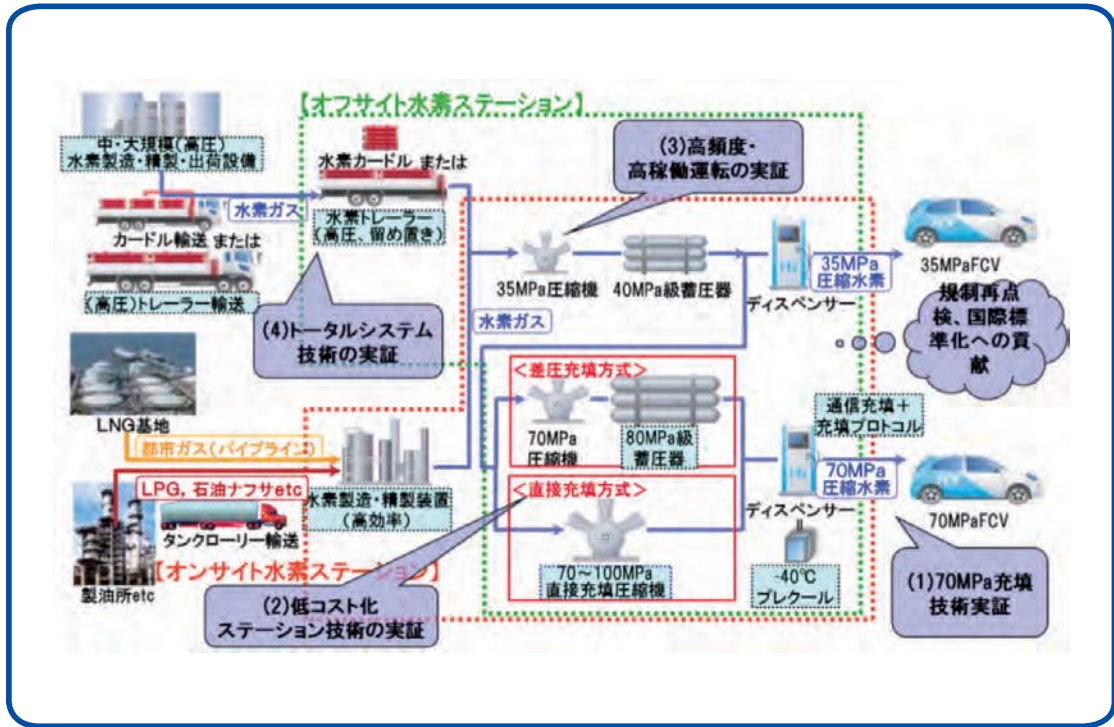 【オフサイト水素ステーション】
中・大規模(高圧)
水素製造・精製・出荷設備
水素カードル または
(3)高頻度・
高稼働運転の実証
水素ガス
水素トレーラー
(高圧、留め置き)
カードル輸送 または
(高圧)トレーラー輸送
35MPa圧縮機
40MPa級蓄圧器
H₂
ディスペンサー
35MPa
圧縮水素
35MPaFCV
規制再点
検、国際標
準化への貢
献
水素ガス
(4)トータルシステム
技術の実証
LNG基地
都市ガス(パイプライン)
LPG, 石油ナフサetc
タンクローリー輸送
製油所etc
水素製造・精製装置
(高効率)
【オンサイト水素ステーション】
<差圧充填方式>
70MPa
圧縮機
80MPa級
蓄圧器
<直接充填方式>
70~100MPa
直接充填圧縮機
(2)低コスト化
ステーション技術の実証
通信充填+
充填プロトコル
H₂
ディスペンサー
70MPa
圧縮水素
70MPaFCV
-40℃
プレクール
(1)70MPa充填
技術実証